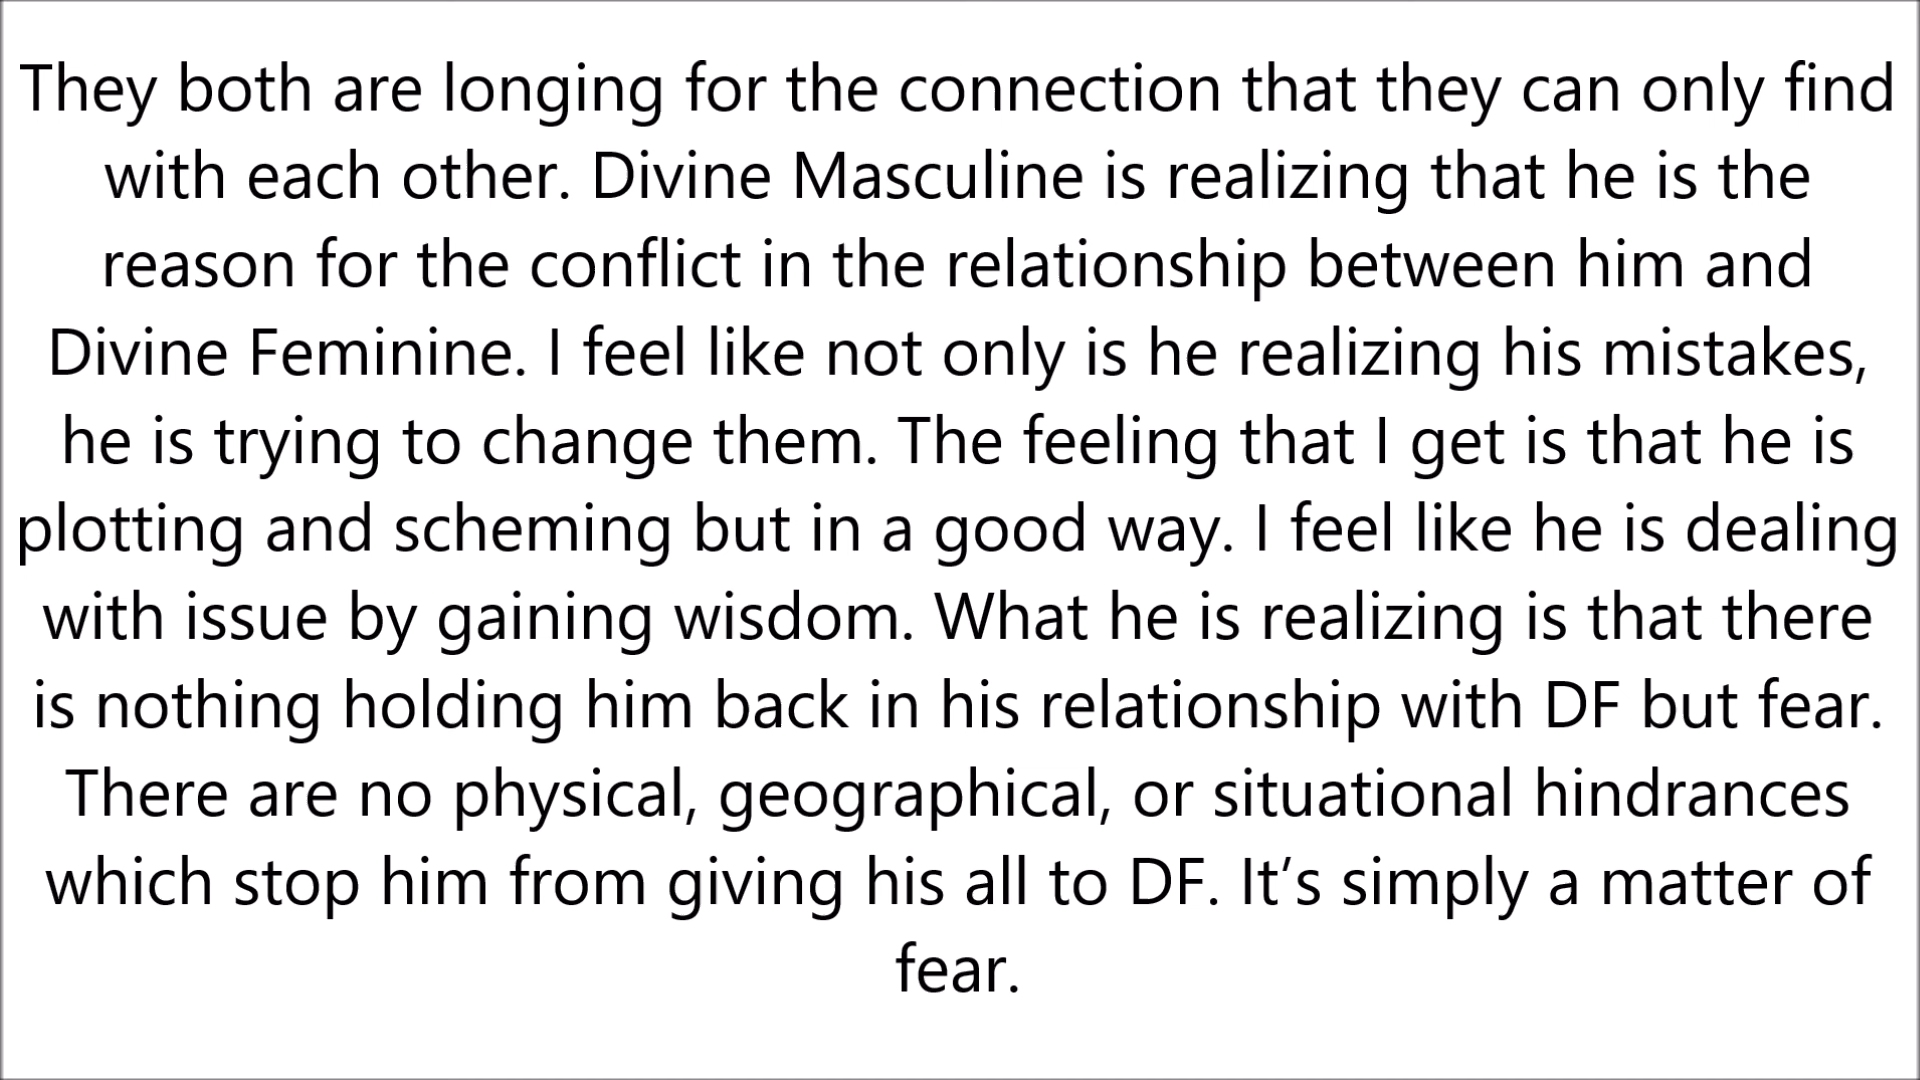 They both are longing for the connection that they can only find
with each other. Divine Masculine is realizing that he is the
reason for the conflict in the relationship between him and
Divine Feminine. I feel like not only is he realizing his mistakes,
he is trying to change them. The feeling that I get is that he is
plotting and scheming but in a good way. I feel like he is dealing
with issue by gaining wisdom. What he is realizing is that there
is nothing holding him back in his relationship with DF but fear.
There are no physical, geographical, or situational hindrances
which stop him from giving his all to DF. It’s simply a matter of
fear.